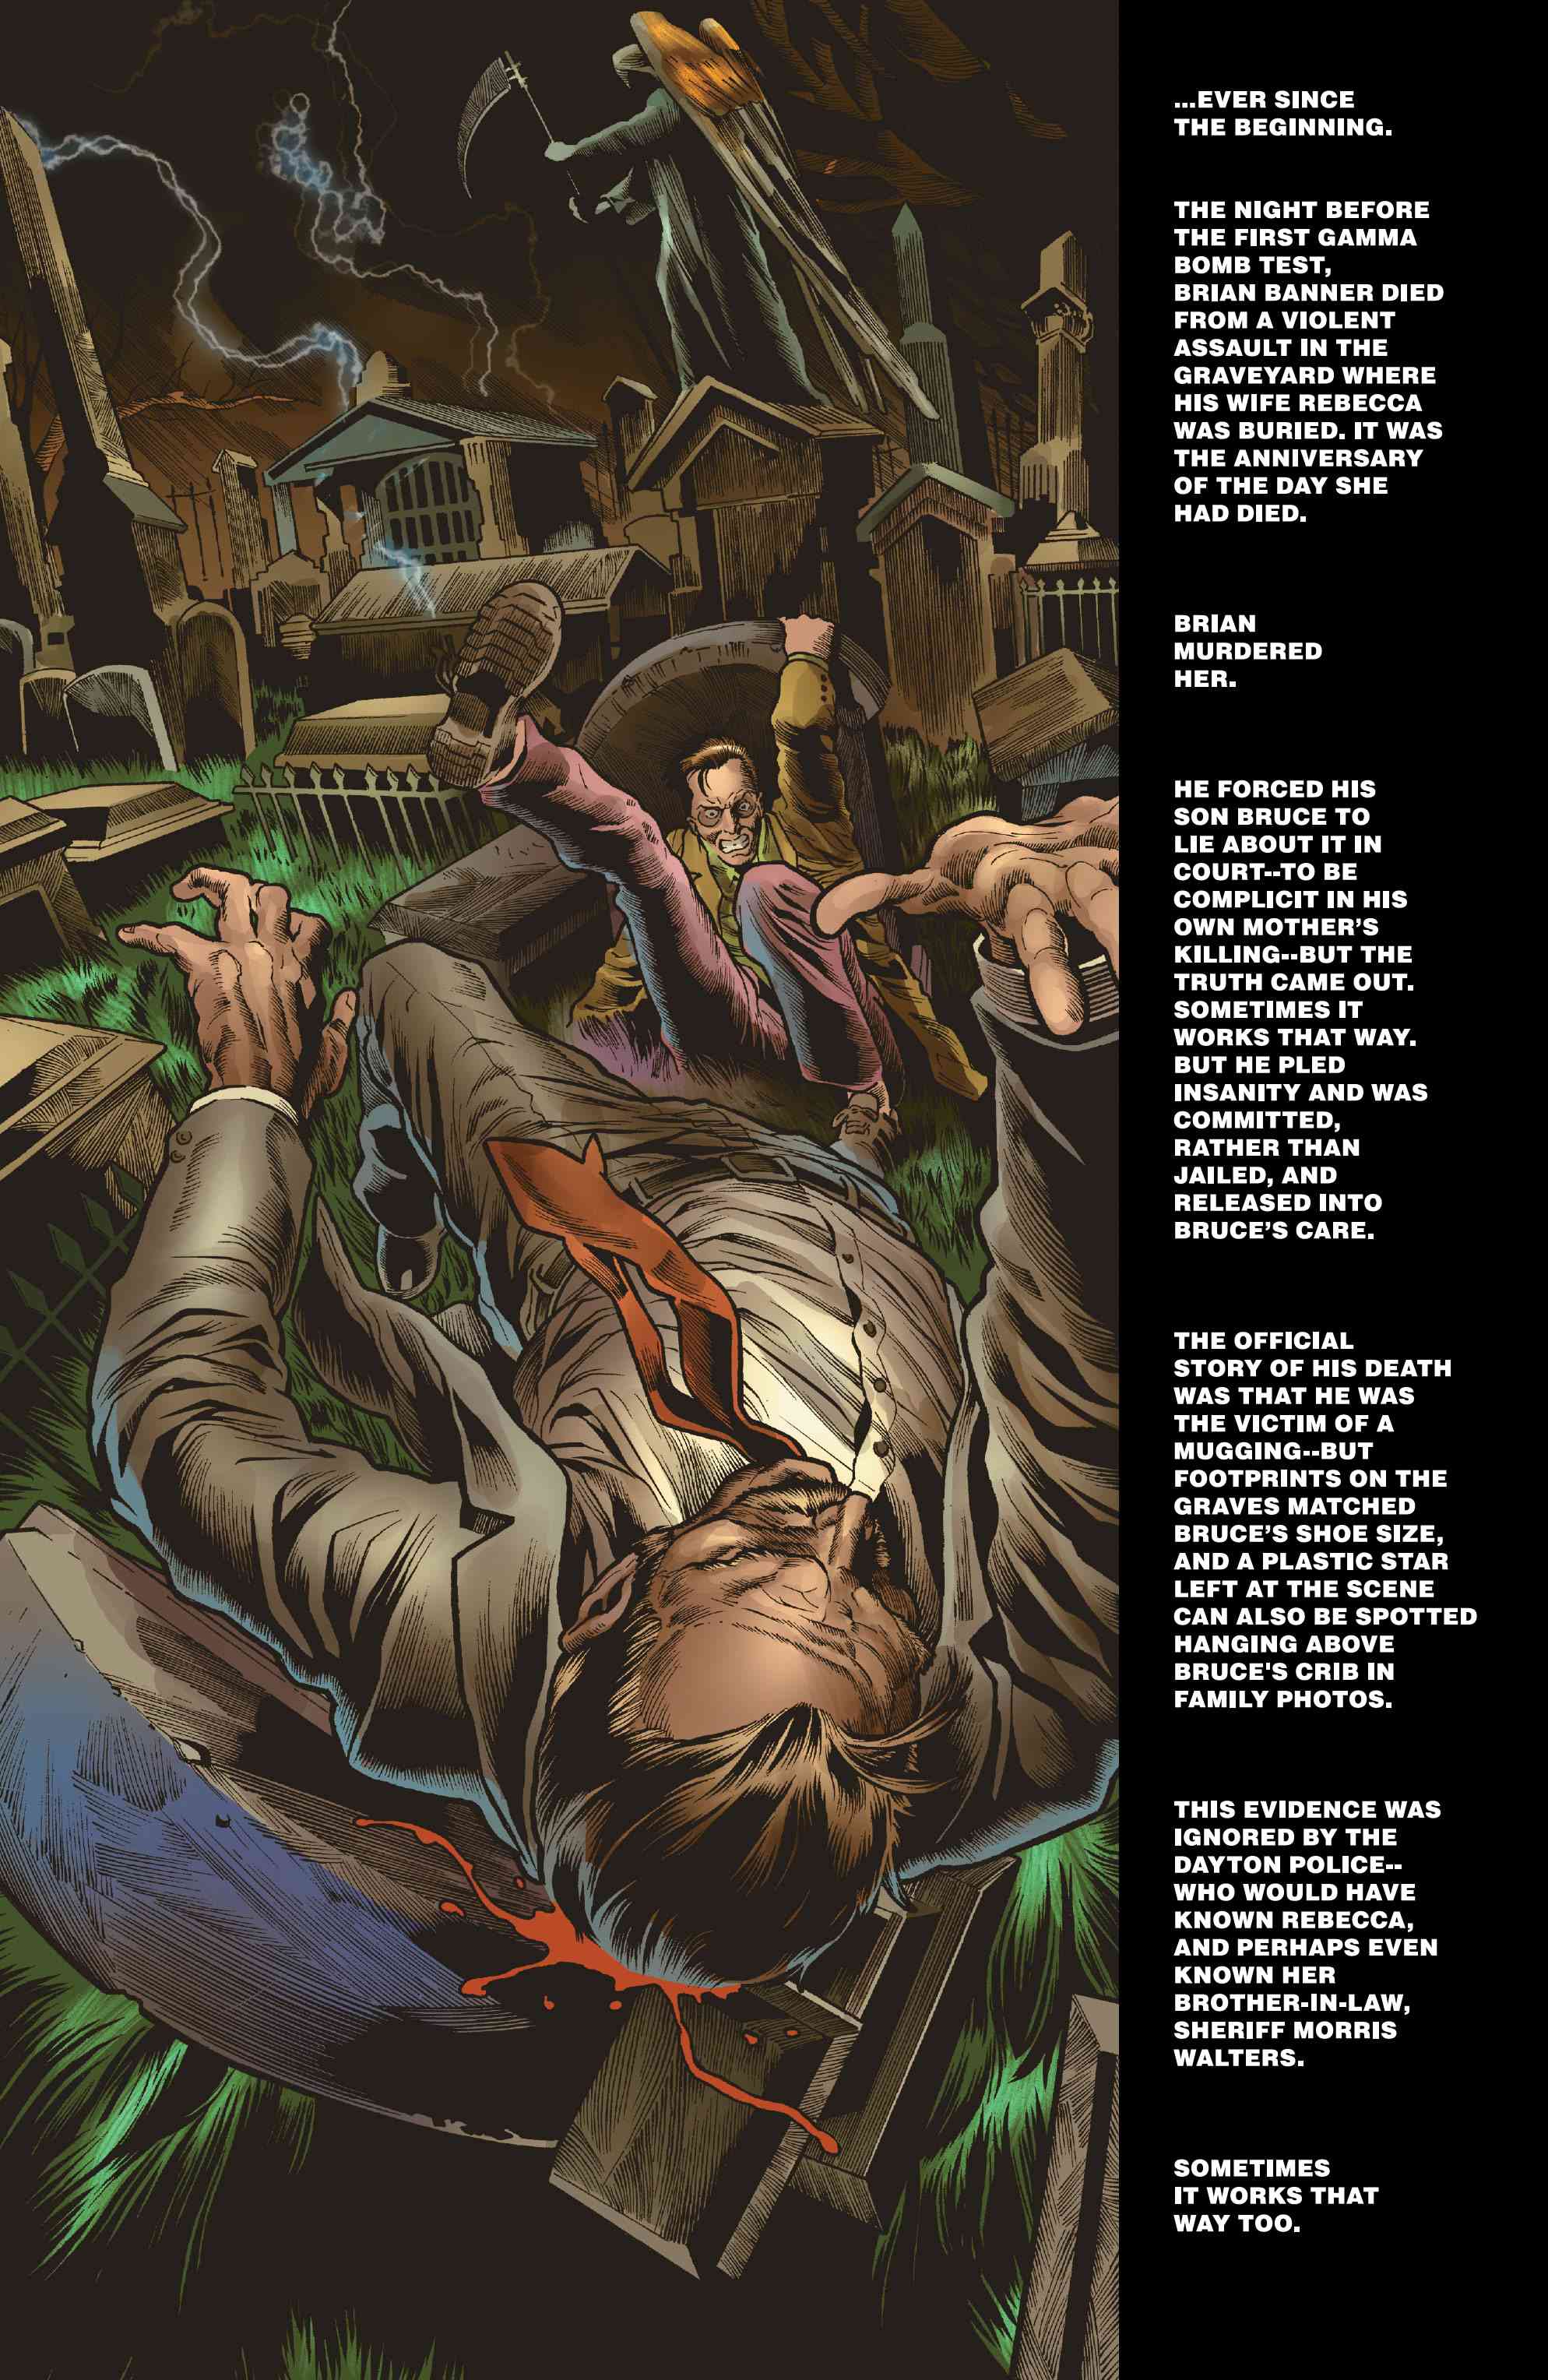 ...EVER SINCE
THE BEGINNING.
THE NIGHT BEFORE
THE FIRST GAMMA
BOMB TEST,
BRIAN BANNER DIED
FROM A VIOLENT
ASSAULT IN THE
GRAVEYARD WHERE
HIS WIFE REBECCA
WAS BURIED. IT WAS
THE ANNIVERSARY
OF THE DAY SHE
HAD DIED.
BRIAN
MURDERED
HER.
HE FORCED HIS
SON BRUCE TO
LIE ABOUT IT IN
COURT--TO BE
COMPLICIT IN HIS
OWN MOTHER'S
KILLING--BUT THE
TRUTH CAME OUT.
SOMETIMES IT
WORKS THAT WAY.
BUT HE PLED
INSANITY AND WAS
COMMITTED,
RATHER THAN
JAILED, AND
RELEASED INTO
BRUCE'S CARE.
THE OFFICIAL
STORY OF HIS DEATH
WAS THAT HE WAS
THE VICTIM OF A
MUGGING--BUT
FOOTPRINTS ON THE
GRAVES MATCHED
BRUCE'S SHOE SIZE,
AND A PLASTIC STAR
LEFT AT THE SCENE
CAN ALSO BE SPOTTED
HANGING ABOVE
BRUCE'S CRIB IN
FAMILY PHOTOS.
THIS EVIDENCE WAS
IGNORED BY THE
DAYTON POLICE--
WHO WOULD HAVE
KNOWN REBECCA,
AND PERHAPS EVEN
KNOWN HER
BROTHER-IN-LAW,
SHERIFF MORRIS
WALTERS.
SOMETIMES
IT WORKS THAT
WAY TOO.